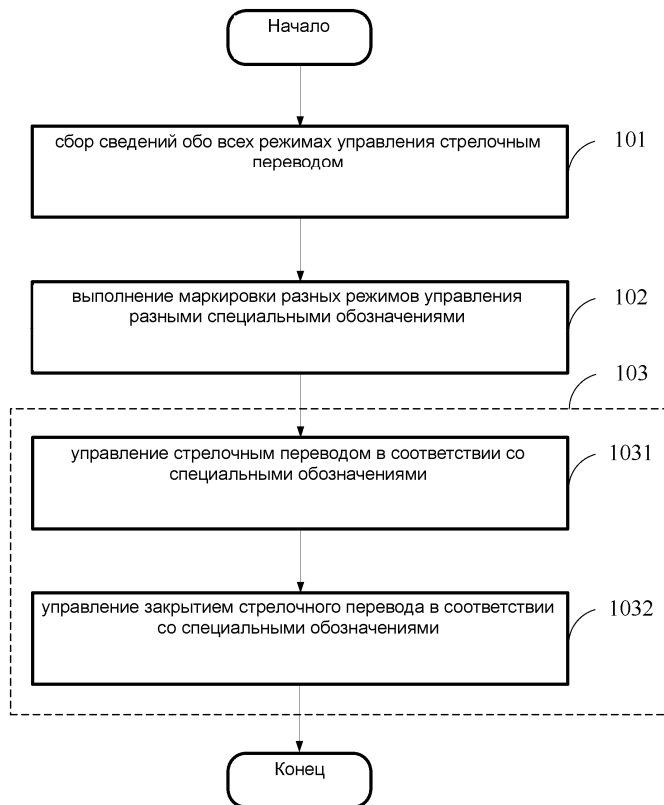 Начало
сбор сведений обо всех режимах управления стрелочным
переводом
101
выполнение маркировки разных режимов управления
разными специальными обозначениями
102
103
управление стрелочным переводом в соответствии со
специальными обозначениями
1031
управление закрытием стрелочного перевода в соответствии
со специальными обозначениями
1032
Конец